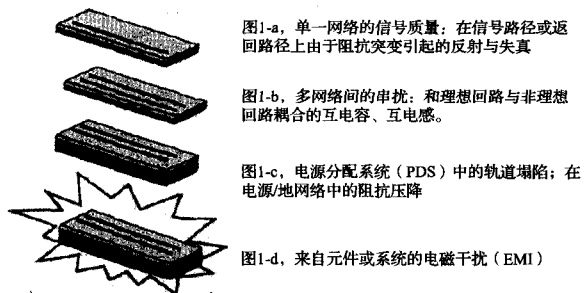 图1-a，单一网络的信号质量：在信号路径或返
回路径上由于阻抗突变引起的反射与失真
图1-b，多网络间的串扰：和理想回路与非理想
回路耦合的互电容、互电感。
图1-c，电源分配系统（PDS）中的轨道塌陷；在
电源/地网络中的阻抗压降
图1-d，来自元件或系统的电磁干扰（EMI）